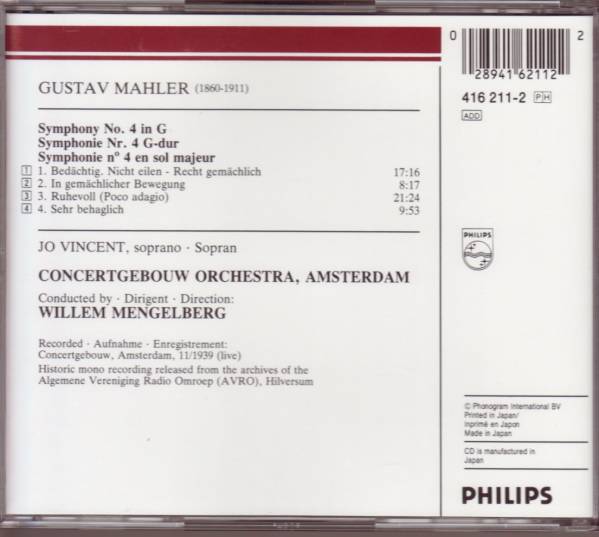 GUSTAV MAHLER (1860-1911)
Symphony No. 4 in G
Symphonie Nr. 4 G-dur
Symphonie nº 4 en sol majeur
1 1. Bedächtig. Nicht eilen - Recht gemächlich 17:16
2 2. In gemächlicher Bewegung 8:17
3 3. Ruhevoll (Poco adagio) 21:24
4 4. Sehr behaglich 9:53
JO VINCENT, soprano · Sopran
CONCERTGEBOUW ORCHESTRA, AMSTERDAM
Conducted by · Dirigent · Direction:
WILLEM MENGELBERG
Recorded · Aufnahme · Enregistrement:
Concertgebouw, Amsterdam, 11/1939 (live)
Historic mono recording released from the archives of the
Algemene Vereniging Radio Omroep (AVRO), Hilversum
0 2
28941 62112
416 211-2 PH
ADD
PHILIPS
© Phonogram International BV
Printed in Japan/
Inprimé en Japon
Made in Japan
CD is manufactured in
Japan
PHILIPS